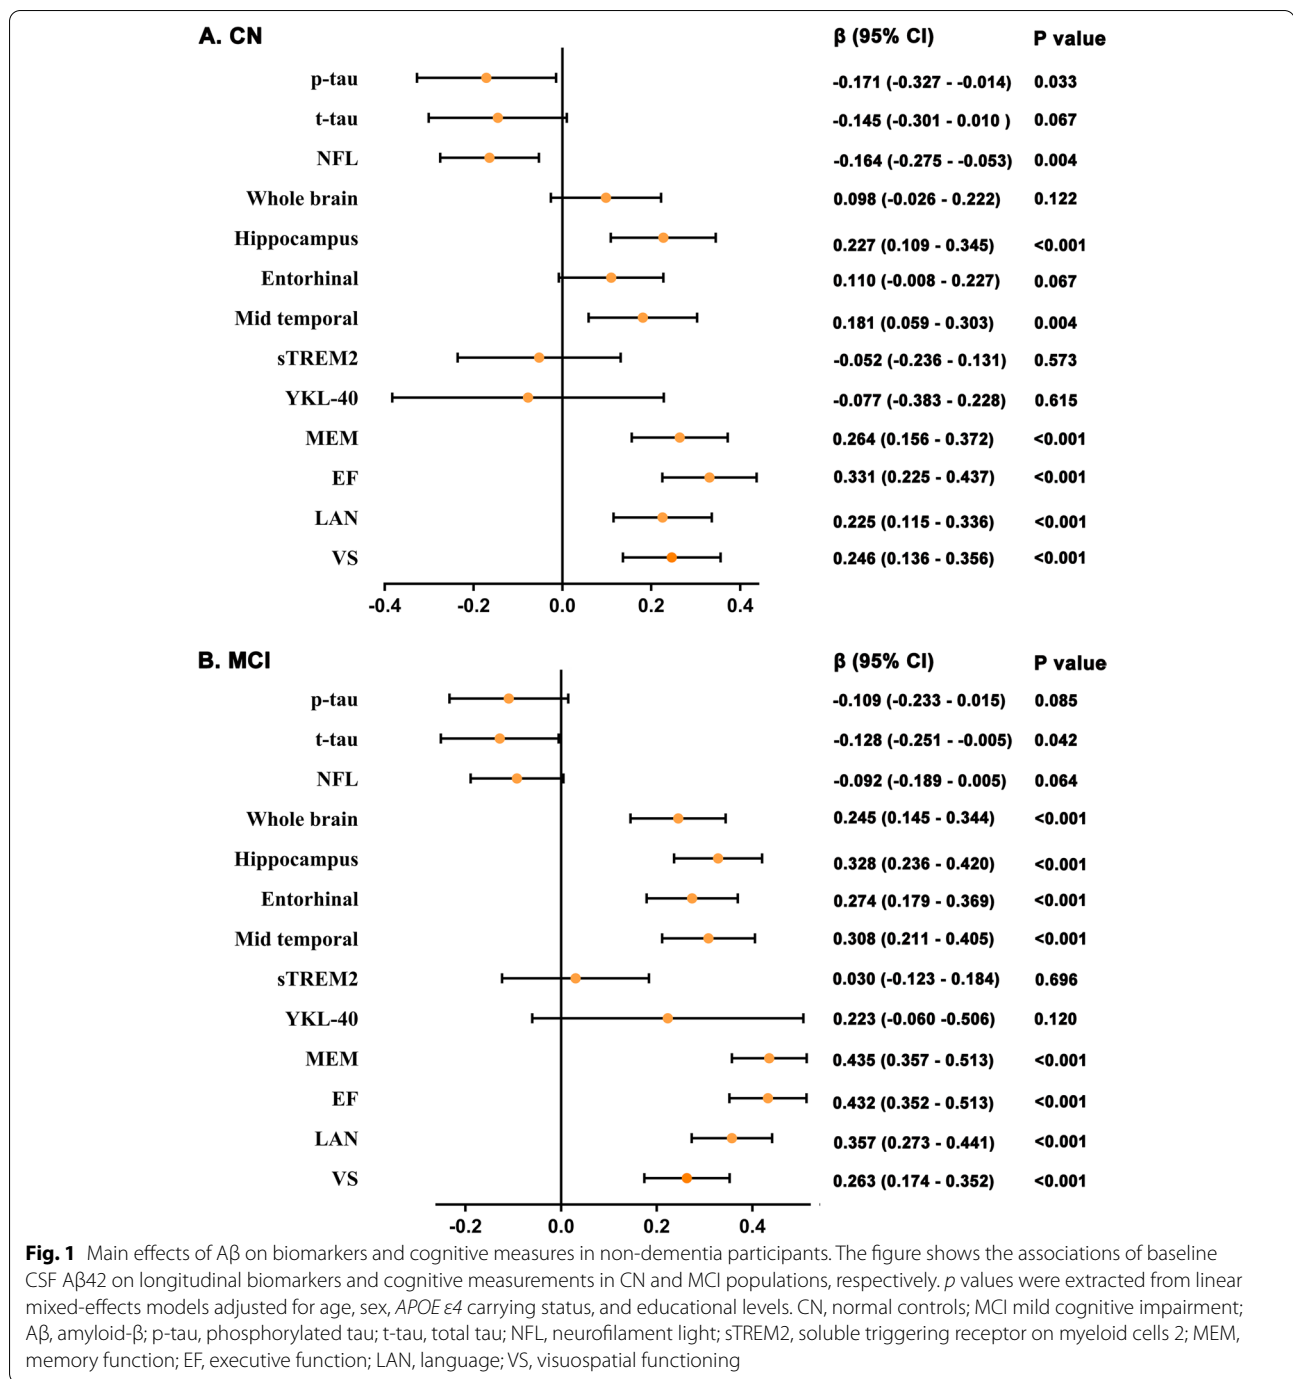 A. CN β (95% CI) P value
p-tau -0.171 (-0.327 - -0.014) 0.033
t-tau -0.145 (-0.301 - 0.010 ) 0.067
NFL -0.164 (-0.275 - -0.053) 0.004
Whole brain 0.098 (-0.026 - 0.222) 0.122
Hippocampus 0.227 (0.109 - 0.345) <0.001
Entorhinal 0.110 (-0.008 - 0.227) 0.067
Mid temporal 0.181 (0.059 - 0.303) 0.004
sTREM2 -0.052 (-0.236 - 0.131) 0.573
YKL-40 -0.077 (-0.383 - 0.228) 0.615
MEM 0.264 (0.156 - 0.372) <0.001
EF 0.331 (0.225 - 0.437) <0.001
LAN 0.225 (0.115 - 0.336) <0.001
VS 0.246 (0.136 - 0.356) <0.001
-0.4 -0.2 0.0 0.2 0.4
B. MCI β (95% CI) P value
p-tau -0.109 (-0.233 - 0.015) 0.085
t-tau -0.128 (-0.251 - -0.005) 0.042
NFL -0.092 (-0.189 - 0.005) 0.064
Whole brain 0.245 (0.145 - 0.344) <0.001
Hippocampus 0.328 (0.236 - 0.420) <0.001
Entorhinal 0.274 (0.179 - 0.369) <0.001
Mid temporal 0.308 (0.211 - 0.405) <0.001
sTREM2 0.030 (-0.123 - 0.184) 0.696
YKL-40 0.223 (-0.060 -0.506) 0.120
MEM 0.435 (0.357 - 0.513) <0.001
EF 0.432 (0.352 - 0.513) <0.001
LAN 0.357 (0.273 - 0.441) <0.001
VS 0.263 (0.174 - 0.352) <0.001
-0.2 0.0 0.2 0.4
Fig. 1 Main effects of Aβ on biomarkers and cognitive measures in non-dementia participants. The figure shows the associations of baseline
CSF Aβ42 on longitudinal biomarkers and cognitive measurements in CN and MCI populations, respectively. p values were extracted from linear
mixed-effects models adjusted for age, sex, APOE ε4 carrying status, and educational levels. CN, normal controls; MCI mild cognitive impairment;
Aβ, amyloid-β; p-tau, phosphorylated tau; t-tau, total tau; NFL, neurofilament light; sTREM2, soluble triggering receptor on myeloid cells 2; MEM,
memory function; EF, executive function; LAN, language; VS, visuospatial functioning